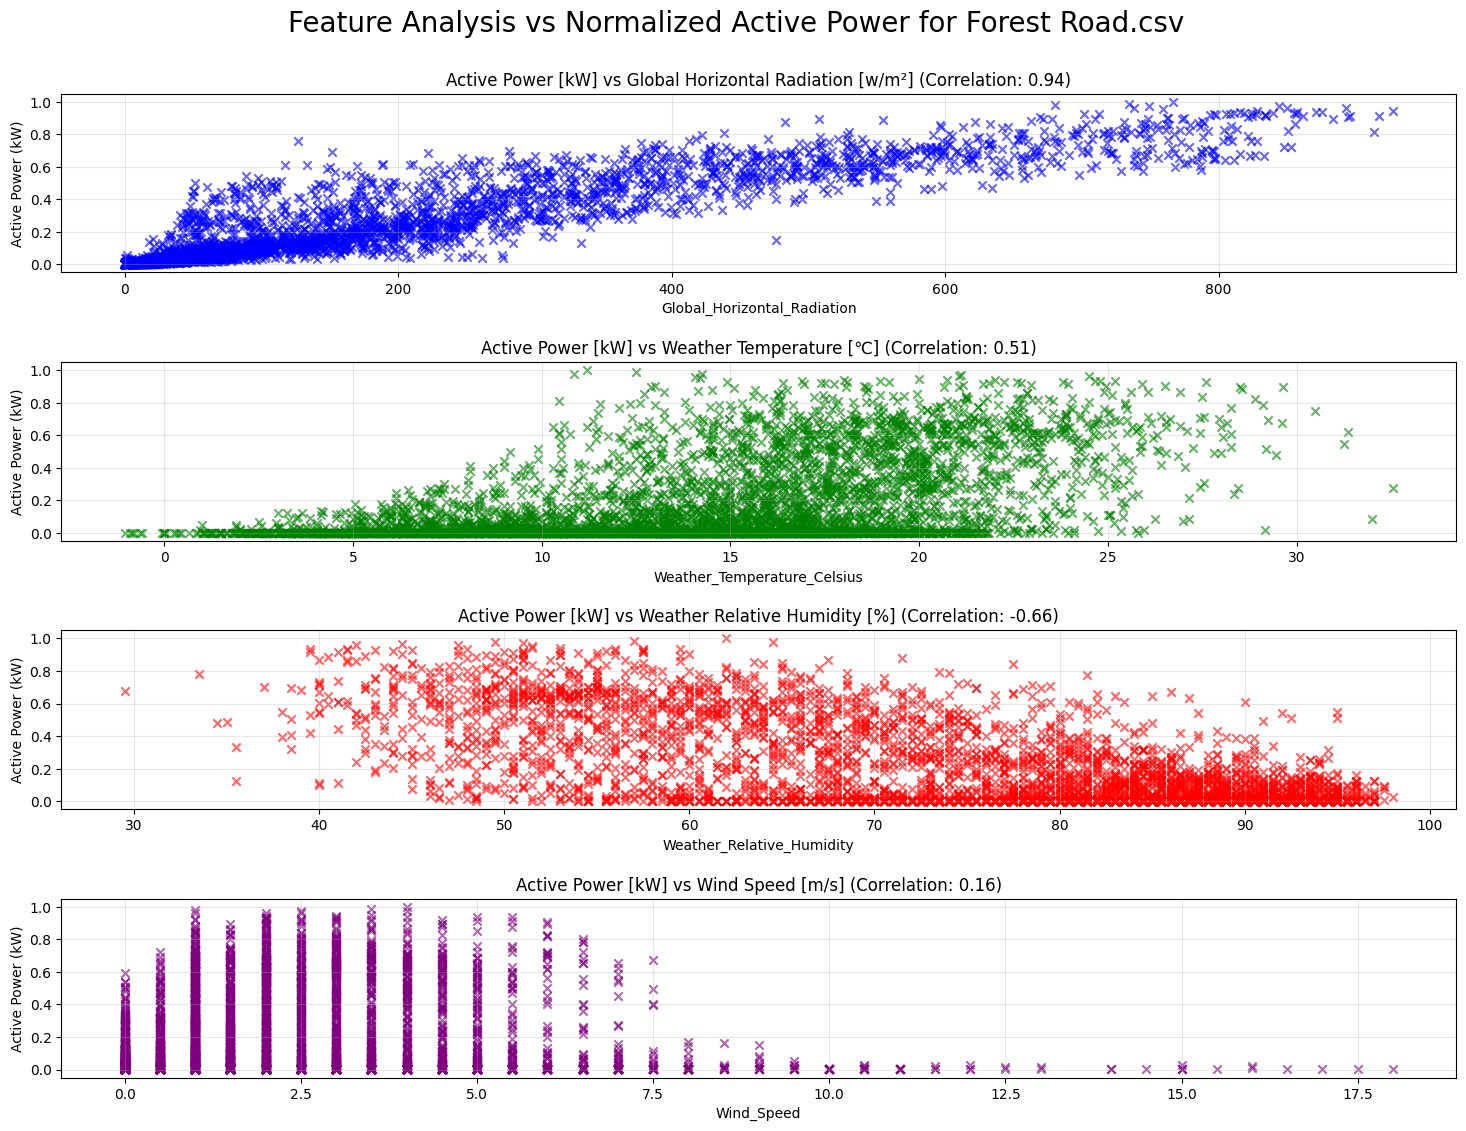 Feature Analysis vs Normalized Active Power for Forest Road.csv
Active Power [kW] vs Global Horizontal Radiation [w/m²] (Correlation: 0.94)
Active Power (kW)
1.0
0.8
0.6
0.4
0.2
0.0
0 200 400 600 800
Global_Horizontal_Radiation
Active Power [kW] vs Weather Temperature [℃] (Correlation: 0.51)
Active Power (kW)
1.0
0.8
0.6
0.4
0.2
0.0
0 5 10 15 20 25 30
Weather_Temperature_Celsius
Active Power [kW] vs Weather Relative Humidity [%] (Correlation: -0.66)
Active Power (kW)
1.0
0.8
0.6
0.4
0.2
0.0
30 40 50 60 70 80 90 100
Weather_Relative_Humidity
Active Power [kW] vs Wind Speed [m/s] (Correlation: 0.16)
Active Power (kW)
1.0
0.8
0.6
0.4
0.2
0.0
0.0 2.5 5.0 7.5 10.0 12.5 15.0 17.5
Wind_Speed